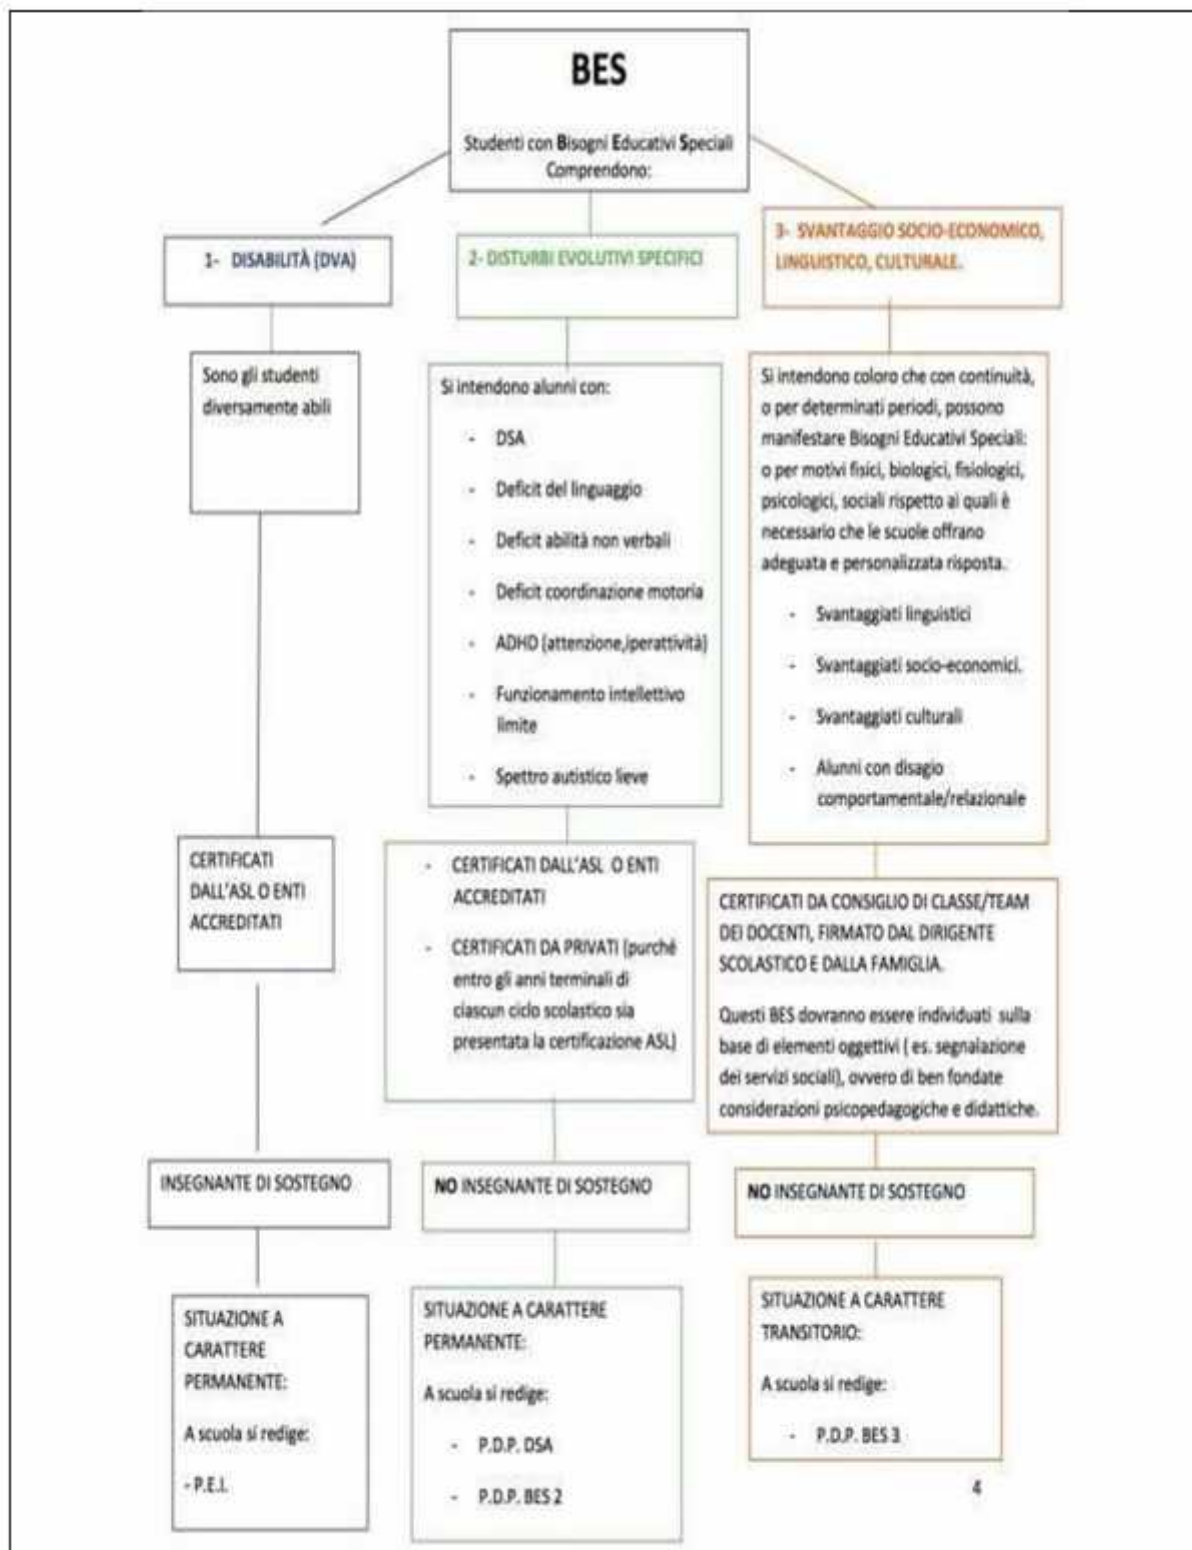 BES
Studenti con Bisogni Educativi Speciali
Comprendono:
1- DISABILITÀ (DVA)
Sono gli studenti
diversamente abili
CERTIFICATI
DALL'ASL O ENTI
ACCREDITATI
INSEGNANTE DI SOSTEGNO
SITUAZIONE A
CARATTERE
PERMANENTE:
A scuola si redige:
- P.E.I.
2- DISTURBI EVOLUTIVI SPECIFICI
Si intendono alunni con:
- DSA
- Deficit del linguaggio
- Deficit abilità non verbali
- Deficit coordinazione motoria
- ADHD (attenzione,/perattività)
- Funzionamento intellettivo
limite
- Spettro autistico lieve
- CERTIFICATI DALL'ASL O ENTI
ACCREDITATI
- CERTIFICATI DA PRIVATI (purché
entro gli anni terminali di
ciascun ciclo scolastico sia
presentata la certificazione ASL)
NO INSEGNANTE DI SOSTEGNO
SITUAZIONE A CARATTERE
PERMANENTE:
A scuola si redige:
- P.D.P. DSA
- P.D.P. BES 2
3- SVANTAGGIO SOCIO-ECONOMICO,
LINGUISTICO, CULTURALE.
Si intendono coloro che con continuità,
o per determinati periodi, possono
manifestare Bisogni Educativi Speciali:
o per motivi fisici, biologici, fisiologici,
psicologici, sociali rispetto ai quali è
necessario che le scuole offrano
adeguata e personalizzata risposta.
- Svantaggiati linguistici
- Svantaggiati socio-economici.
- Svantaggiati culturali
- Alunni con disagio
comportamentale/relazionale
CERTIFICATI DA CONSIGLIO DI CLASSE/TEAM
DEI DOCENTI, FIRMATO DAL DIRIGENTE
SCOLASTICO E DALLA FAMIGLIA.
Questi BES dovranno essere individuati sulla
base di elementi oggettivi ( es. segnalazione
dei servizi sociali), ovvero di ben fondate
considerazioni psicopedagogiche e didattiche.
NO INSEGNANTE DI SOSTEGNO
SITUAZIONE A CARATTERE
TRANSITORIO:
A scuola si redige:
- P.D.P. BES 3
4